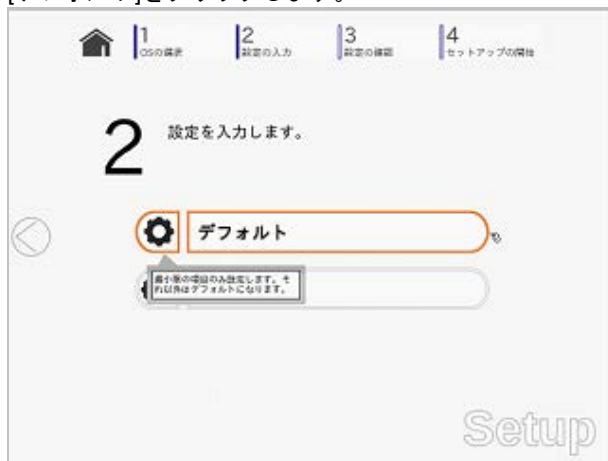 [デフォルト]をクリックします。
1
OSの選択
2
設定の入力
3
設定の確認
4
セットアップの開始
2 設定を入力します。
デフォルト
最小限の項目のみ設定します。そ
れ以外はデフォルトになります。
Setup